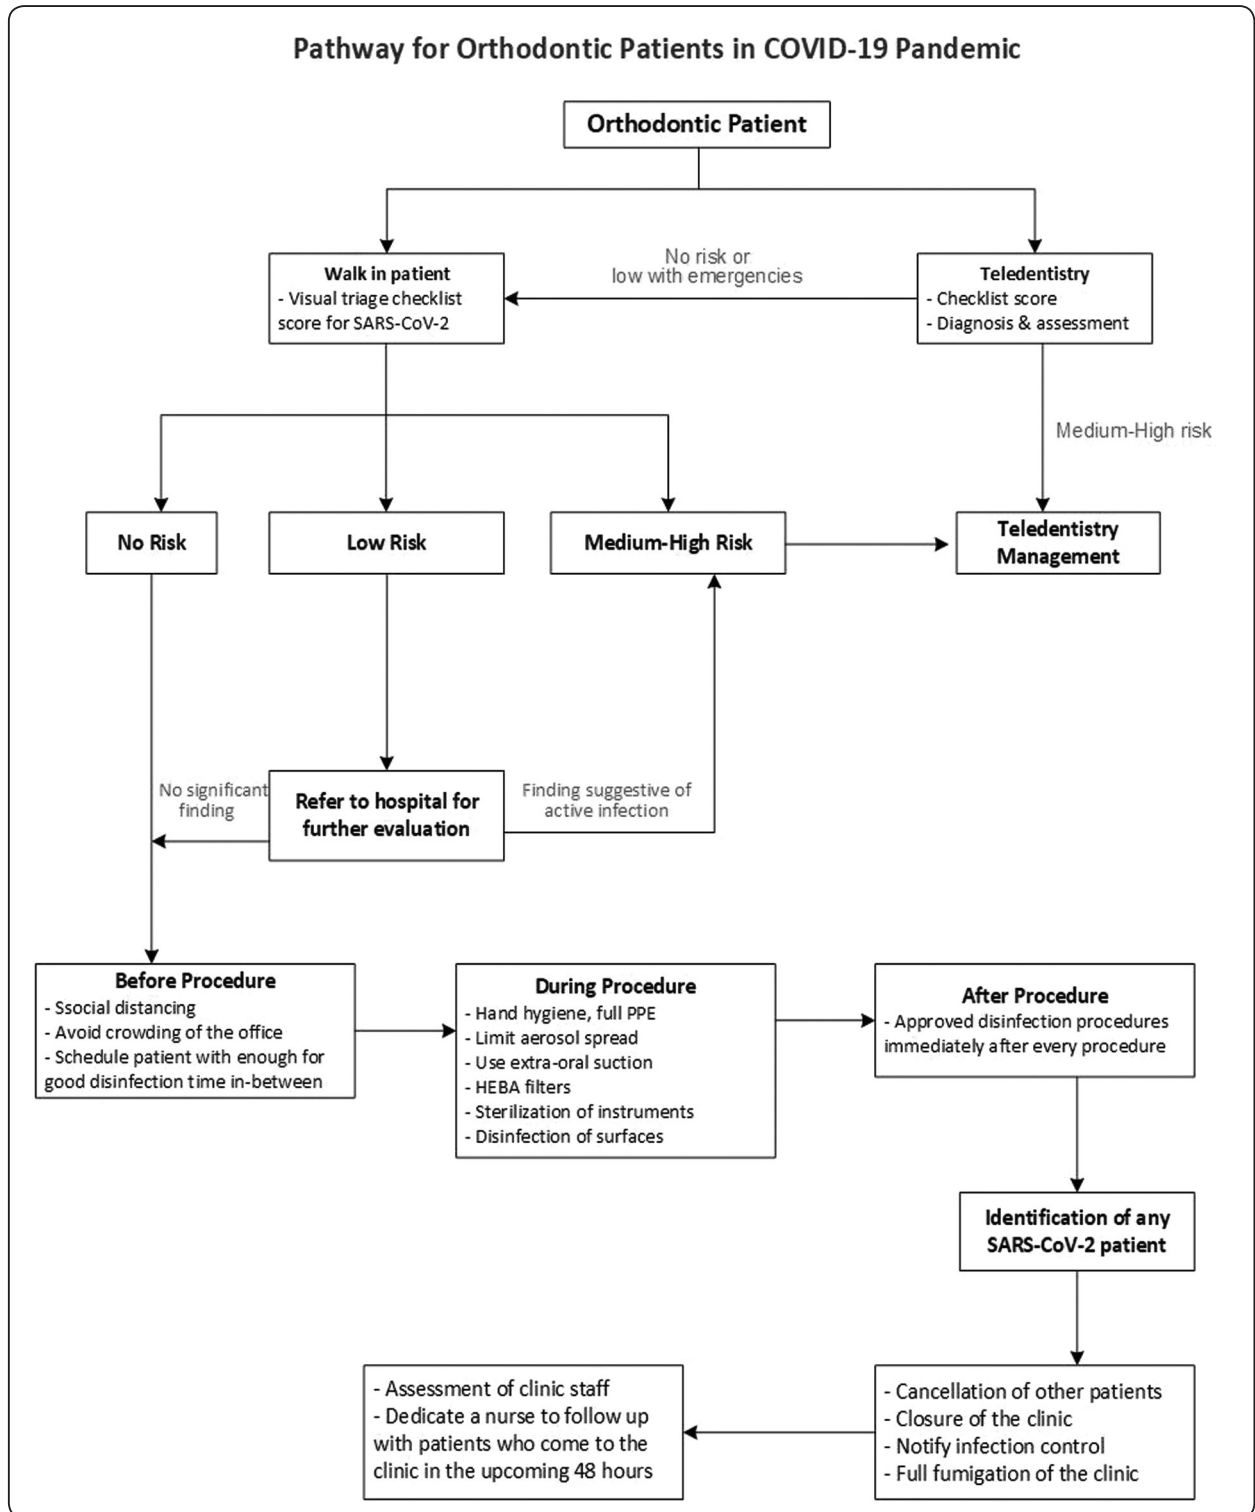 Pathway for Orthodontic Patients in COVID-19 Pandemic
Orthodontic Patient
Walk in patient
- Visual triage checklist
score for SARS-CoV-2
No risk or
low with emergencies
Teledentistry
- Checklist score
- Diagnosis & assessment
Medium-High risk
No Risk
Low Risk
Medium-High Risk
Teledentistry
Management
No significant
finding
Refer to hospital for
further evaluation
Finding suggestive of
active infection
Before Procedure
- Ssocial distancing
- Avoid crowding of the office
- Schedule patient with enough for
good disinfection time in-between
During Procedure
- Hand hygiene, full PPE
- Limit aerosol spread
- Use extra-oral suction
- HEBA filters
- Sterilization of instruments
- Disinfection of surfaces
After Procedure
- Approved disinfection procedures
immediately after every procedure
Identification of any
SARS-CoV-2 patient
- Assessment of clinic staff
- Dedicate a nurse to follow up
with patients who come to the
clinic in the upcoming 48 hours
- Cancellation of other patients
- Closure of the clinic
- Notify infection control
- Full fumigation of the clinic